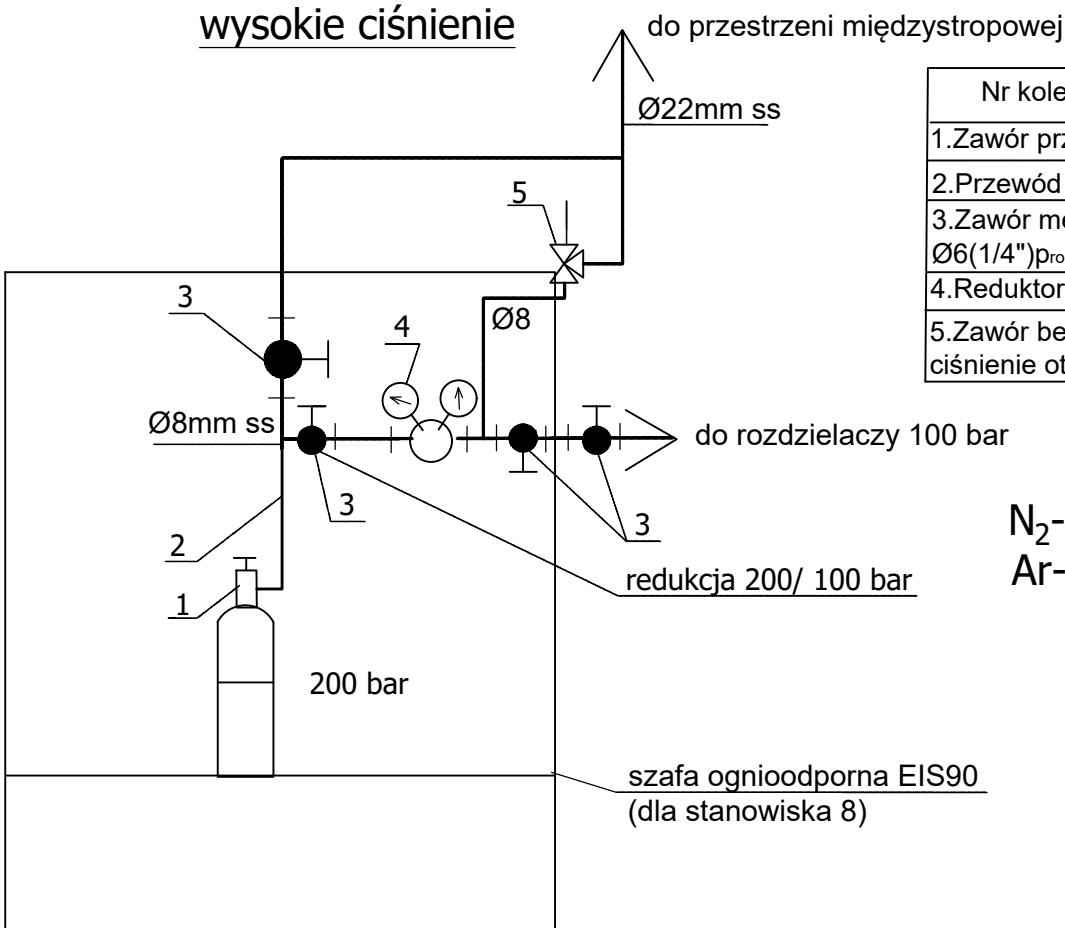 wysokie ciśnienie
do przestrzeni międzystropowej
Ø22mm ss
Nr kole
1.Zawór prz
2.Przewód
3.Zawór me
Ø6(1/4")pro
4.Reduktor
5.Zawór be
ciśnienie ot
5
3
4
Ø8
Ø8mm ss
do rozdzielaczy 100 bar
3
3
2
N₂-
Ar-
redukcja 200/ 100 bar
1
200 bar
szafa ognioodporna EIS90
(dla stanowiska 8)